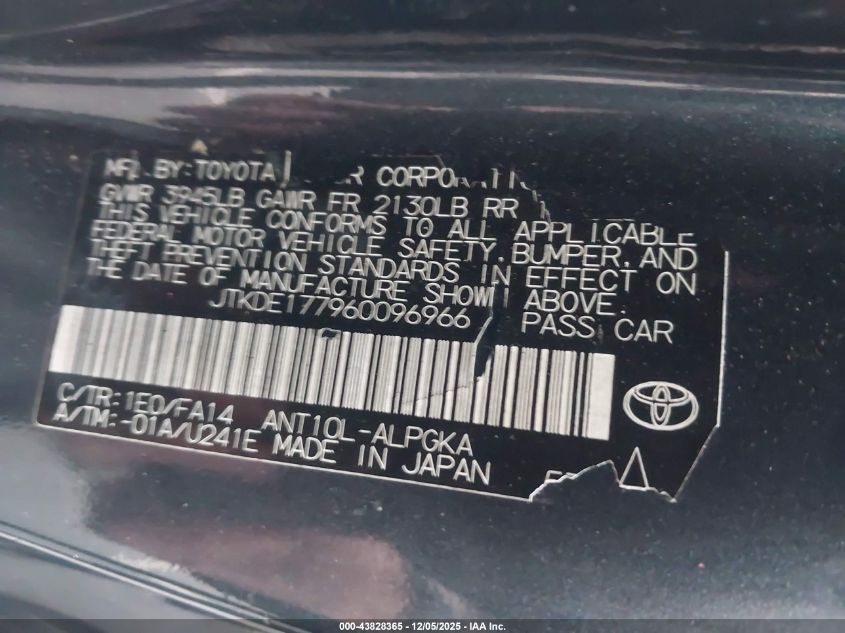 MFD. BY: TOYOTA R CORPORATIO
GVWR 3945LB GAWR FR 2130LB RR
THIS VEHICLE CONFORMS TO ALL APPLICABLE
FEDERAL MOTOR VEHICLE SAFETY, BUMPER, AND
THEFT PREVENTION STANDARDS IN EFFECT ON
THE DATE OF MANUFACTURE SHOWN ABOVE.
JTKDE177960096966 PASS CAR
C/TR: 1E0/FA14 ANT10L-ALPGKA
A/TM: -01A/U241E MADE IN JAPAN
000-43828365 - 12/05/2025 - IAA Inc.